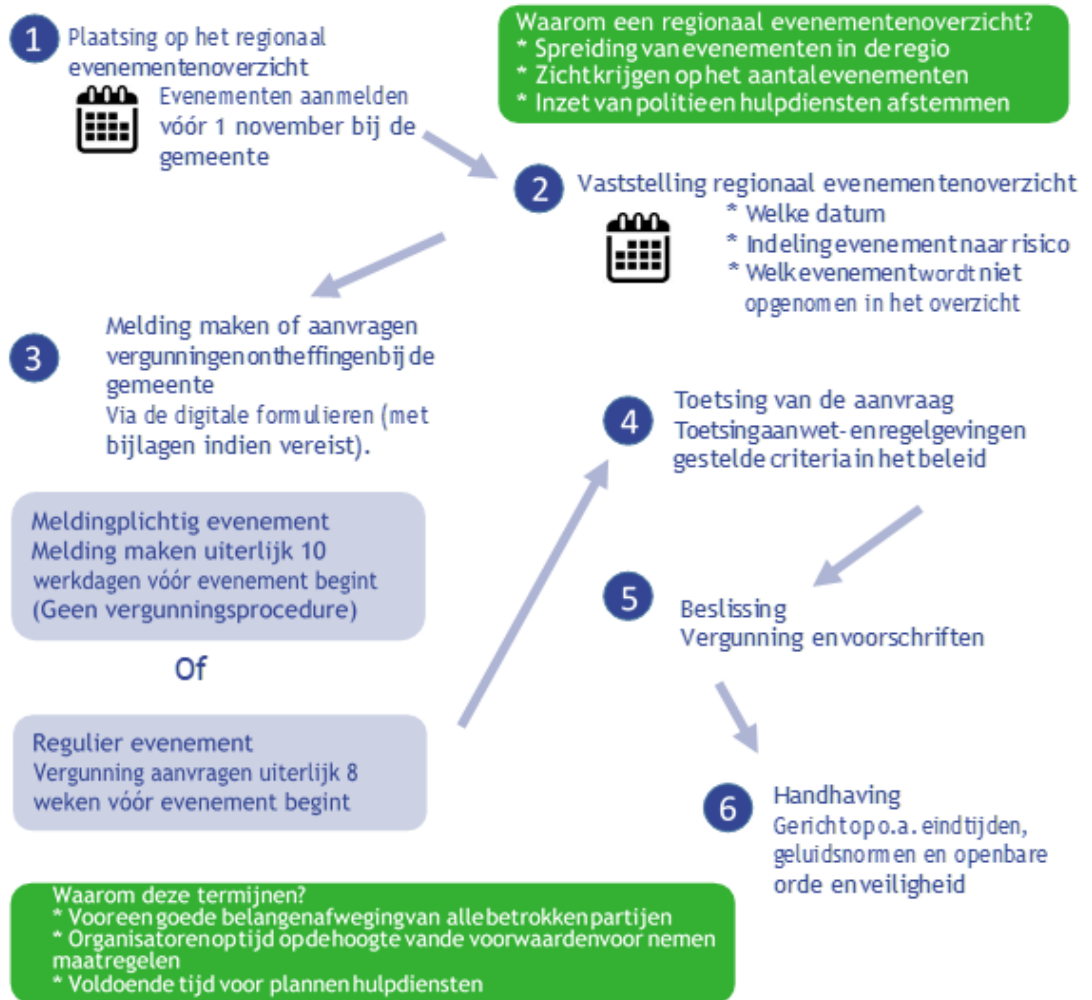 1
Plaatsing op het regionaal
evenementenoverzicht
Evenementen aanmelden
vóór 1 november bij de
gemeente
Waarom een regionaal evenementenoverzicht?
* Spreiding van evenementen in de regio
* Zicht krijgen op het aantal evenementen
* Inzet van politie en hulpdiensten afstemmen
2
Vaststelling regionaal evenementenoverzicht
* Welke datum
* Indeling evenement naar risico
* Welk evenement wordt niet
opgenomen in het overzicht
3
Melding maken of aanvragen
vergunningen ontheffingen bij de
gemeente
Via de digitale formulieren (met
bijlagen indien vereist).
Meldingplichtig evenement
Melding maken uiterlijk 10
werkdagen vóór evenement begint
(Geen vergunningsprocedure)
Of
Regulier evenement
Vergunning aanvragen uiterlijk 8
weken vóór evenement begint
4
Toetsing van de aanvraag
Toetsing aan wet- en regelgeving en
gestelde criteria in het beleid
5
Beslissing
Vergunning en voorschriften
6
Handhaving
Gericht op o.a. eindtijden,
geluidsnormen en openbare
orde en veiligheid
Waarom deze termijnen?
* Voor een goede belangenafweging van alle betrokken partijen
* Organisatoren op tijd op de hoogte van de voorwaarden voor nemen
maatregelen
* Voldoende tijd voor plannen hulpdiensten